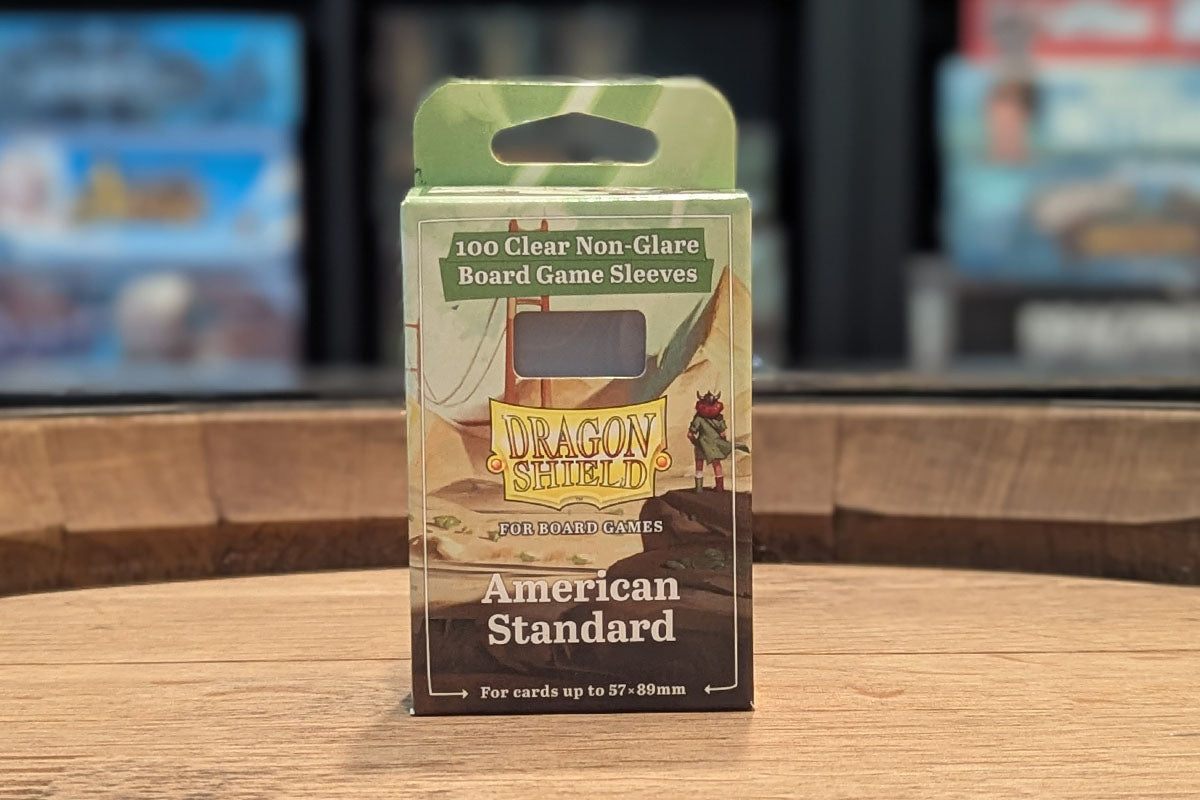 100 Clear Non-Glare
Board Game Sleeves
DRAGON
SHIELD
™
FOR BOARD GAMES
American
Standard
For cards up to 57×89mm